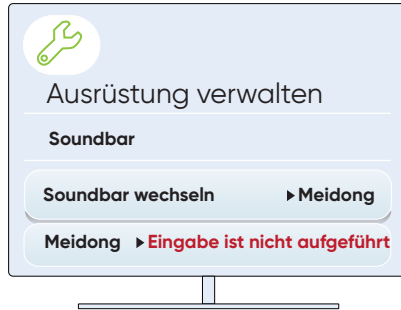 Ausrüstung verwalten
Soundbar
Soundbar wechseln ▸Meidong
Meidong ▸Eingabe ist nicht aufgeführt